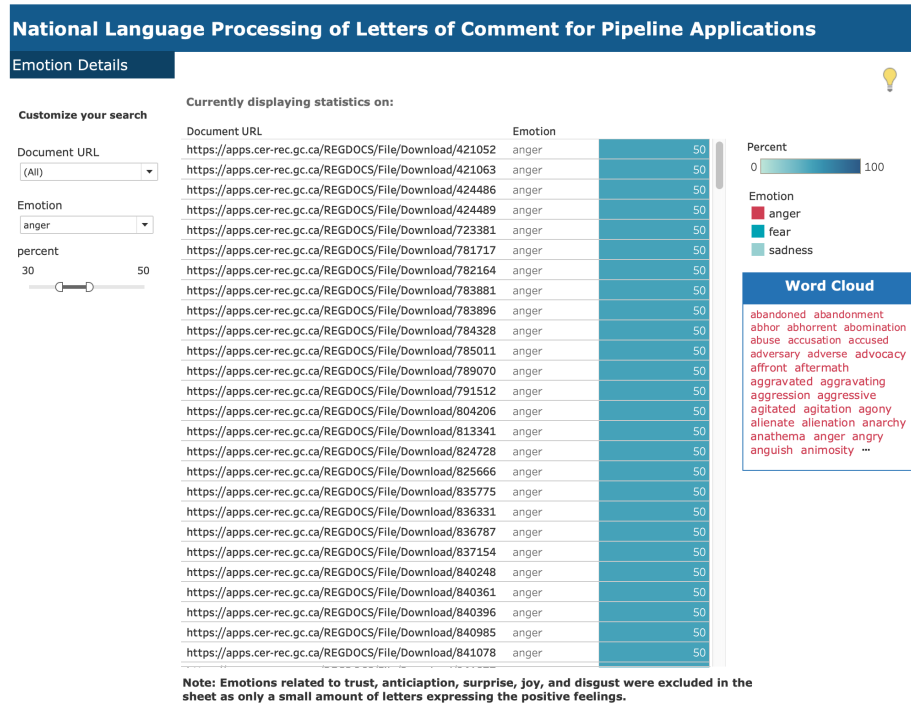 National Language Processing of Letters of Comment for Pipeline Applications
Emotion Details
Customize your search
Document URL
(All)
Emotion
anger
percent
30 50
Currently displaying statistics on:
Document URL Emotion
https://apps.cer-rec.gc.ca/REGDOCS/File/Download/421052 anger 50
https://apps.cer-rec.gc.ca/REGDOCS/File/Download/421063 anger 50
https://apps.cer-rec.gc.ca/REGDOCS/File/Download/424486 anger 50
https://apps.cer-rec.gc.ca/REGDOCS/File/Download/424489 anger 50
https://apps.cer-rec.gc.ca/REGDOCS/File/Download/723381 anger 50
https://apps.cer-rec.gc.ca/REGDOCS/File/Download/781717 anger 50
https://apps.cer-rec.gc.ca/REGDOCS/File/Download/782164 anger 50
https://apps.cer-rec.gc.ca/REGDOCS/File/Download/783881 anger 50
https://apps.cer-rec.gc.ca/REGDOCS/File/Download/783896 anger 50
https://apps.cer-rec.gc.ca/REGDOCS/File/Download/784328 anger 50
https://apps.cer-rec.gc.ca/REGDOCS/File/Download/785011 anger 50
https://apps.cer-rec.gc.ca/REGDOCS/File/Download/789070 anger 50
https://apps.cer-rec.gc.ca/REGDOCS/File/Download/791512 anger 50
https://apps.cer-rec.gc.ca/REGDOCS/File/Download/804206 anger 50
https://apps.cer-rec.gc.ca/REGDOCS/File/Download/813341 anger 50
https://apps.cer-rec.gc.ca/REGDOCS/File/Download/824728 anger 50
https://apps.cer-rec.gc.ca/REGDOCS/File/Download/825666 anger 50
https://apps.cer-rec.gc.ca/REGDOCS/File/Download/835775 anger 50
https://apps.cer-rec.gc.ca/REGDOCS/File/Download/836331 anger 50
https://apps.cer-rec.gc.ca/REGDOCS/File/Download/836787 anger 50
https://apps.cer-rec.gc.ca/REGDOCS/File/Download/837154 anger 50
https://apps.cer-rec.gc.ca/REGDOCS/File/Download/840248 anger 50
https://apps.cer-rec.gc.ca/REGDOCS/File/Download/840361 anger 50
https://apps.cer-rec.gc.ca/REGDOCS/File/Download/840396 anger 50
https://apps.cer-rec.gc.ca/REGDOCS/File/Download/840985 anger 50
https://apps.cer-rec.gc.ca/REGDOCS/File/Download/841078 anger 50
Note: Emotions related to trust, anticiaption, surprise, joy, and disgust were excluded in the
sheet as only a small amount of letters expressing the positive feelings.
Percent
0 100
Emotion
anger
fear
sadness
Word Cloud
abandoned abandonment
abhor abhorrent abomination
abuse accusation accused
adversary adverse advocacy
affront aftermath
aggravated aggravating
aggression aggressive
agitated agitation agony
alienate alienation anarchy
anathema anger angry
anguish animosity ...